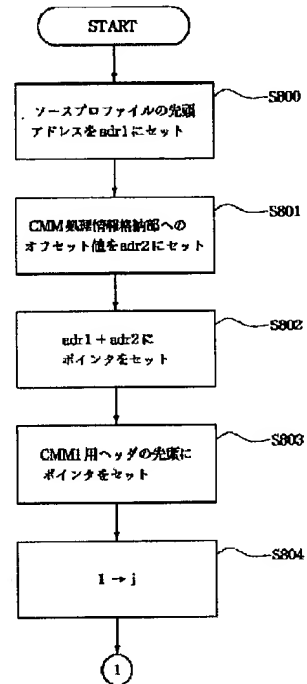 START
S800
ソースプロファイルの先頭
アドレスをadr1にセット
S801
CMM処理情報格納部への
オフセット値をadr2にセット
S802
adr1＋adr2に
ポインタをセット
S803
CMM1用ヘッダの先頭に
ポインタをセット
S804
1→j
1